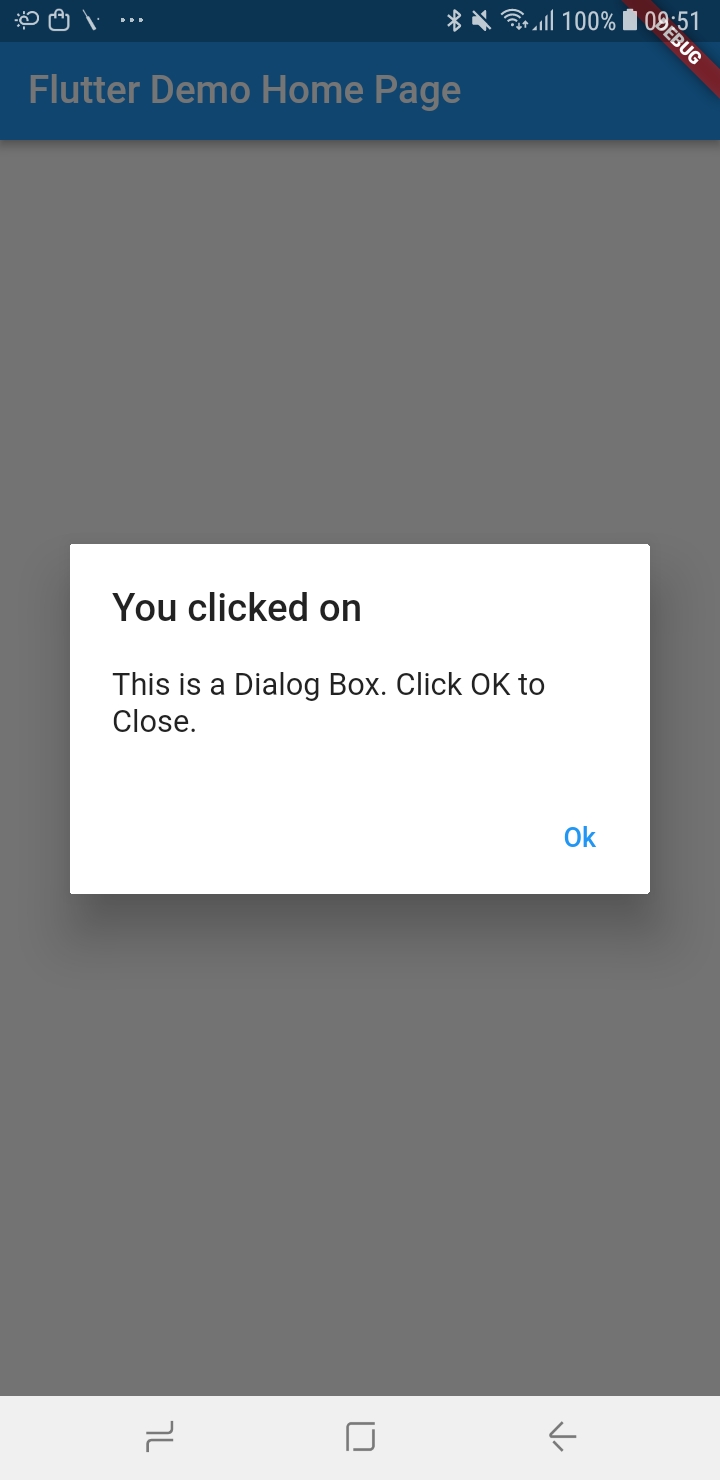 100% 09:51
DEBUG
Flutter Demo Home Page
You clicked on
This is a Dialog Box. Click OK to
Close.
Ok